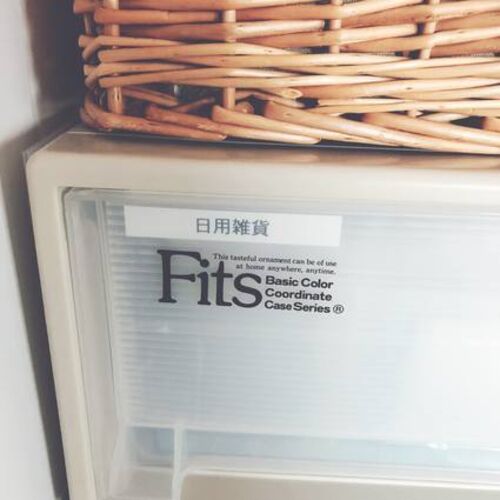 日用雑貨
This tasteful ornament can be of use
at home anywhere, anytime.
Fits
Basic Color
Coordinate
Case Series ®